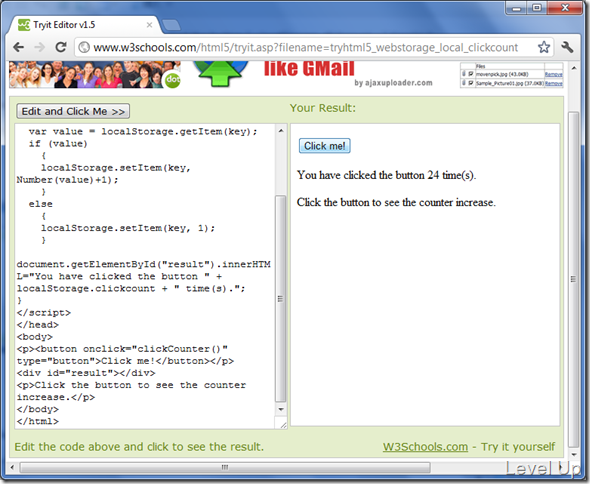 Tryit Editor v1.5
www.w3schools.com/html5/tryit.asp?filename=tryhtml5_webstorage_local_clickcount
dot
like GMail
by ajaxuploader.com
Files
movenpick.jpg (43.0KB) Remove
Sample_Picture01.jpg (37.0KB) Remove
Edit and Click Me >>
Your Result:
var value = localStorage.getItem(key);
if (value)
{
localStorage.setItem(key,
Number(value)+1);
}
else
{
localStorage.setItem(key, 1);
}
document.getElementById("result").innerHTM
L="You have clicked the button " +
localStorage.clickcount + " time(s).";
}
</script>
</head>
<body>
<p><button onclick="clickCounter()"
type="button">Click me!</button></p>
<div id="result"></div>
<p>Click the button to see the counter
increase.</p>
</body>
</html>
Click me!
You have clicked the button 24 time(s).
Click the button to see the counter increase.
Edit the code above and click to see the result.
W3Schools.com - Try it yourself
Level Up